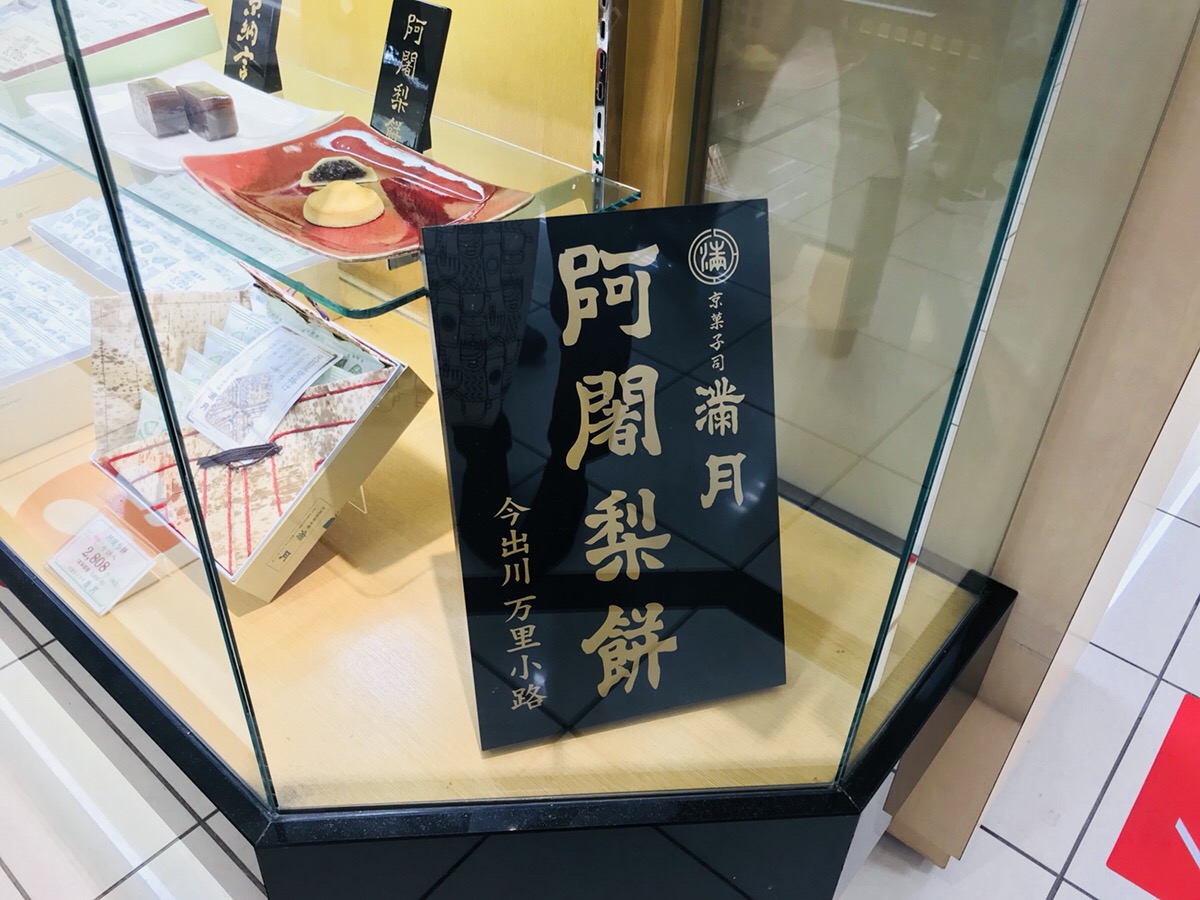 京納言
阿闍梨餅
満
京菓子司
満月
阿闍梨餅
今出川 万里小路
2,808